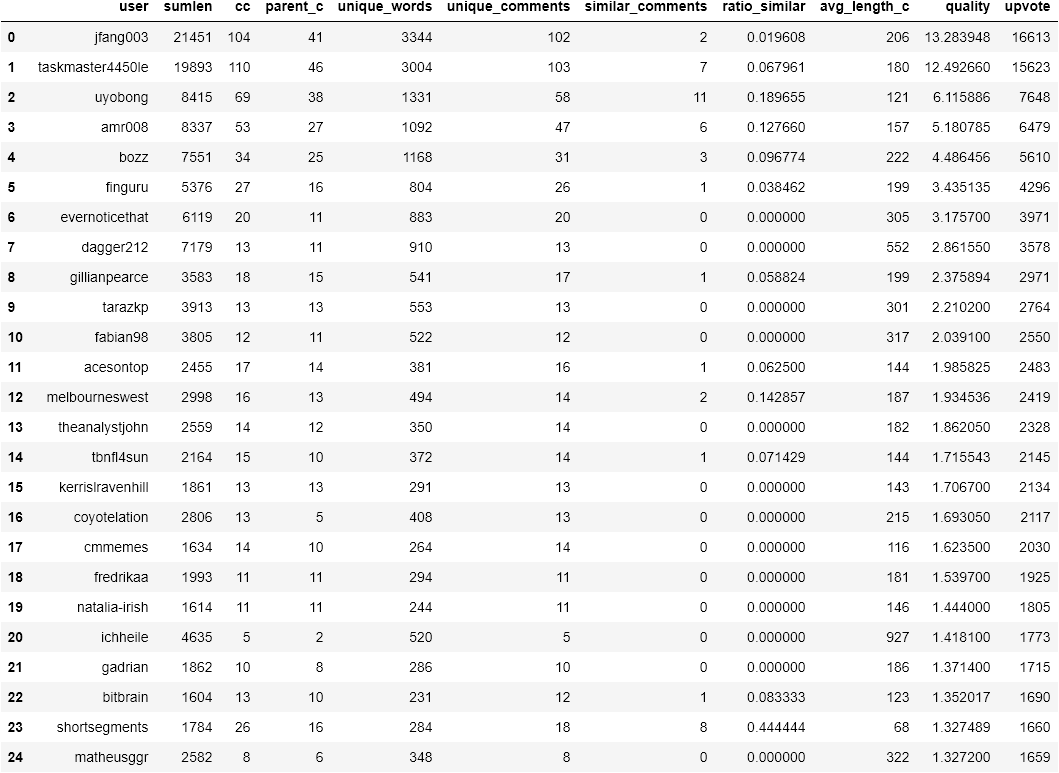 user sumlen cc parent_c unique_words unique_comments similar_comments ratio_similar avg_length_c quality upvote
0 jfang003 21451 104 41 3344 102 2 0.019608 206 13.283948 16613
1 taskmaster4450le 19893 110 46 3004 103 7 0.067961 180 12.492660 15623
2 uyobong 8415 69 38 1331 58 11 0.189655 121 6.115886 7648
3 amr008 8337 53 27 1092 47 6 0.127660 157 5.180785 6479
4 bozz 7551 34 25 1168 31 3 0.096774 222 4.486456 5610
5 finguru 5376 27 16 804 26 1 0.038462 199 3.435135 4296
6 evernoticethat 6119 20 11 883 20 0 0.000000 305 3.175700 3971
7 dagger212 7179 13 11 910 13 0 0.000000 552 2.861550 3578
8 gillianpearce 3583 18 15 541 17 1 0.058824 199 2.375894 2971
9 tarazkp 3913 13 13 553 13 0 0.000000 301 2.210200 2764
10 fabian98 3805 12 11 522 12 0 0.000000 317 2.039100 2550
11 acesontop 2455 17 14 381 16 1 0.062500 144 1.985825 2483
12 melbourneswest 2998 16 13 494 14 2 0.142857 187 1.934536 2419
13 theanalystjohn 2559 14 12 350 14 0 0.000000 182 1.862050 2328
14 tbnfl4sun 2164 15 10 372 14 1 0.071429 144 1.715543 2145
15 kerrislravenhill 1861 13 13 291 13 0 0.000000 143 1.706700 2134
16 coyotelation 2806 13 5 408 13 0 0.000000 215 1.693050 2117
17 cmmemes 1634 14 10 264 14 0 0.000000 116 1.623500 2030
18 fredrikaa 1993 11 11 294 11 0 0.000000 181 1.539700 1925
19 natalia-irish 1614 11 11 244 11 0 0.000000 146 1.444000 1805
20 ichheile 4635 5 2 520 5 0 0.000000 927 1.418100 1773
21 gadrian 1862 10 8 286 10 0 0.000000 186 1.371400 1715
22 bitbrain 1604 13 10 231 12 1 0.083333 123 1.352017 1690
23 shortsegments 1784 26 16 284 18 8 0.444444 68 1.327489 1660
24 matheusggr 2582 8 6 348 8 0 0.000000 322 1.327200 1659